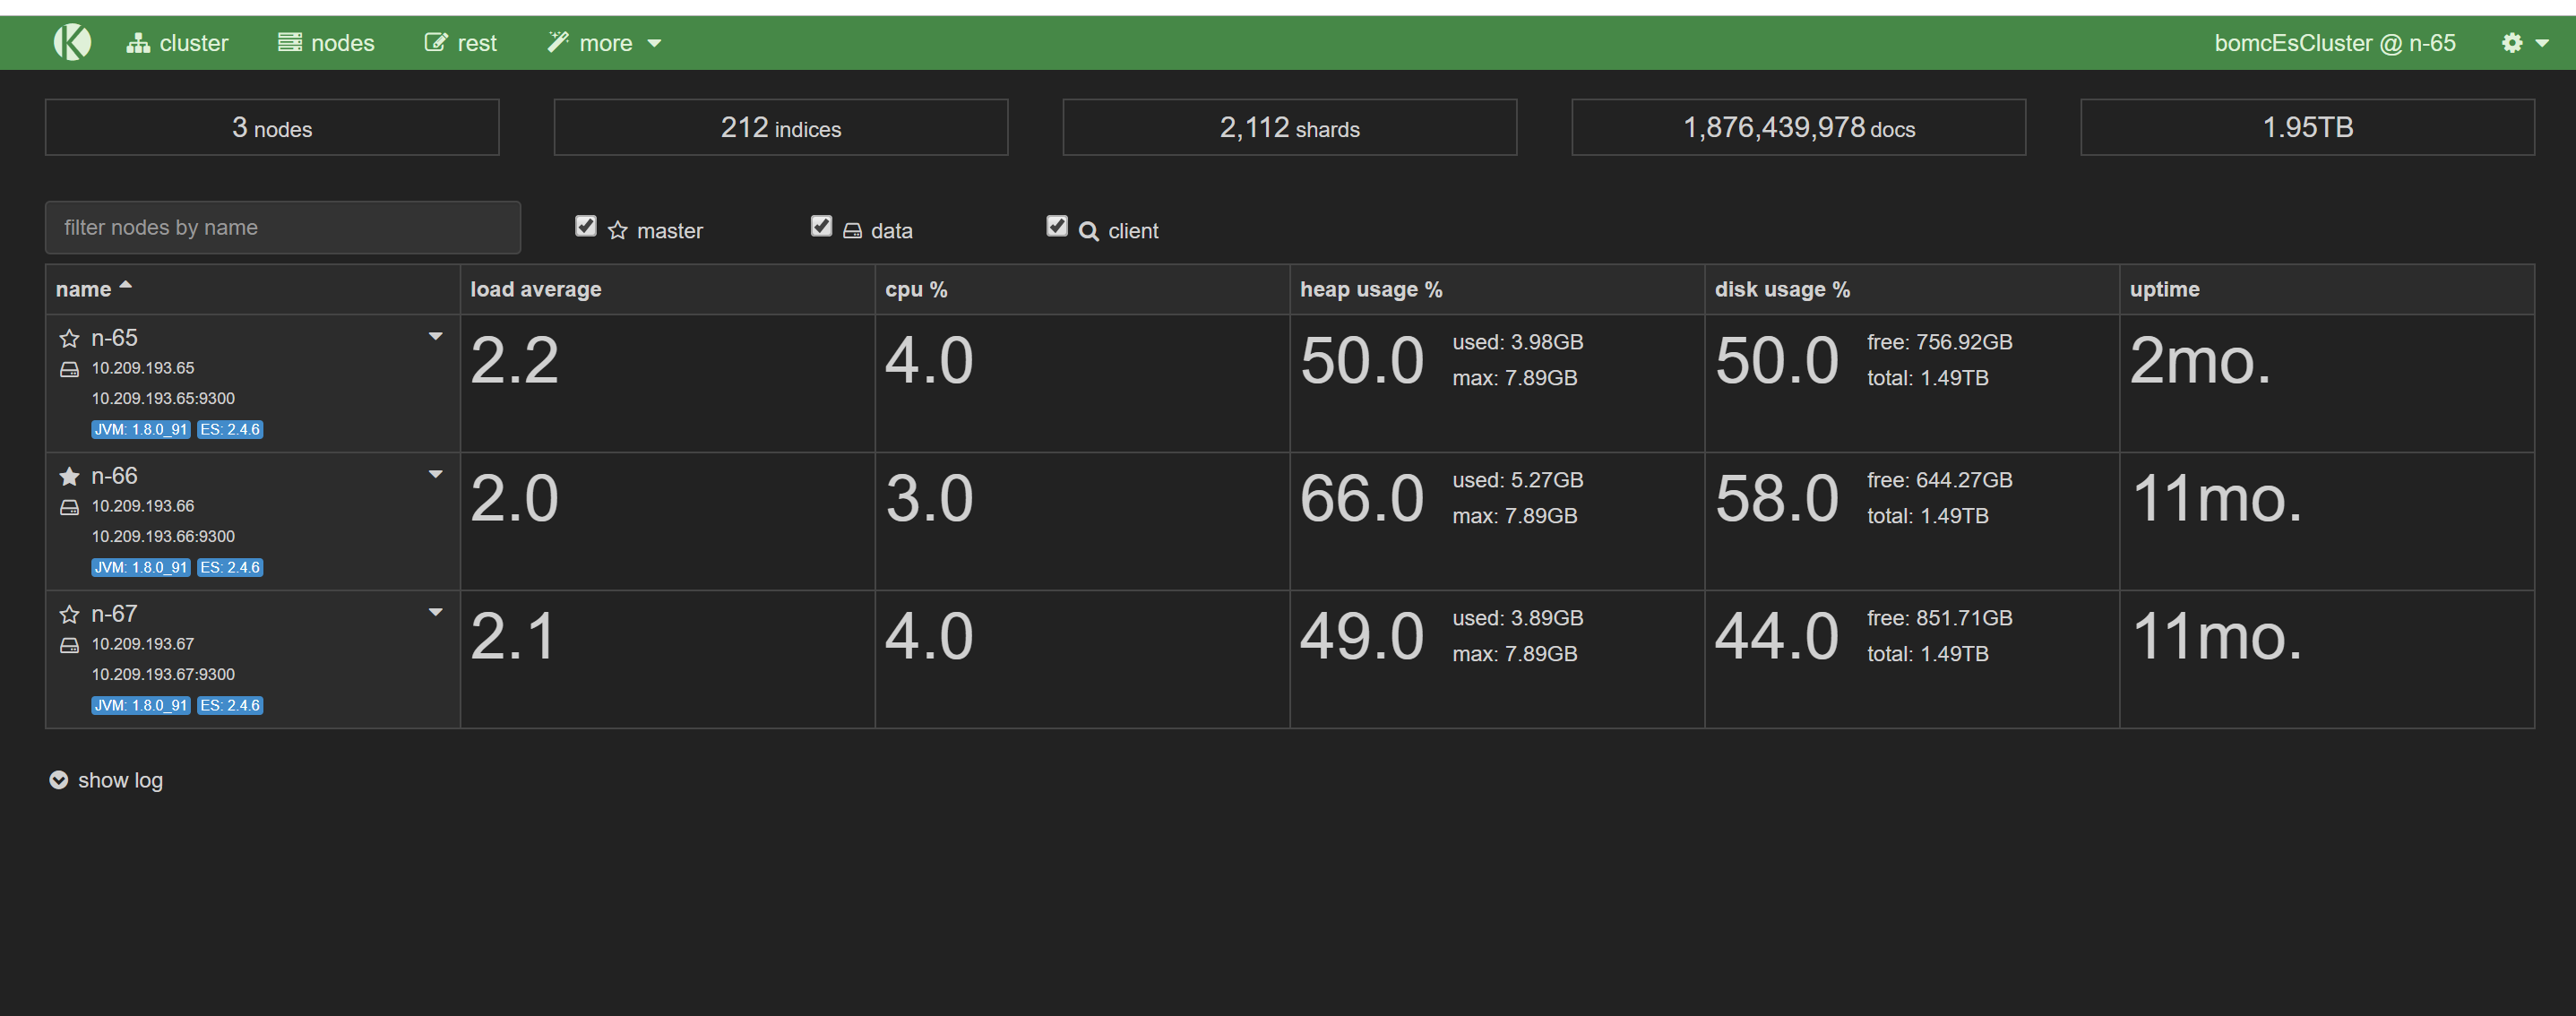 cluster nodes rest more bomcEsCluster @ n-65
3 nodes 212 indices 2,112 shards 1,876,439,978 docs 1.95TB
filter nodes by name master data client
name load average cpu % heap usage % disk usage % uptime
n-65 2.2 4.0 50.0 used: 3.98GB 50.0 free: 756.92GB 2mo.
10.209.193.65 max: 7.89GB total: 1.49TB
10.209.193.65:9300
JVM: 1.8.0_91 ES: 2.4.6
n-66 2.0 3.0 66.0 used: 5.27GB 58.0 free: 644.27GB 11mo.
10.209.193.66 max: 7.89GB total: 1.49TB
10.209.193.66:9300
JVM: 1.8.0_91 ES: 2.4.6
n-67 2.1 4.0 49.0 used: 3.89GB 44.0 free: 851.71GB 11mo.
10.209.193.67 max: 7.89GB total: 1.49TB
10.209.193.67:9300
JVM: 1.8.0_91 ES: 2.4.6
show log